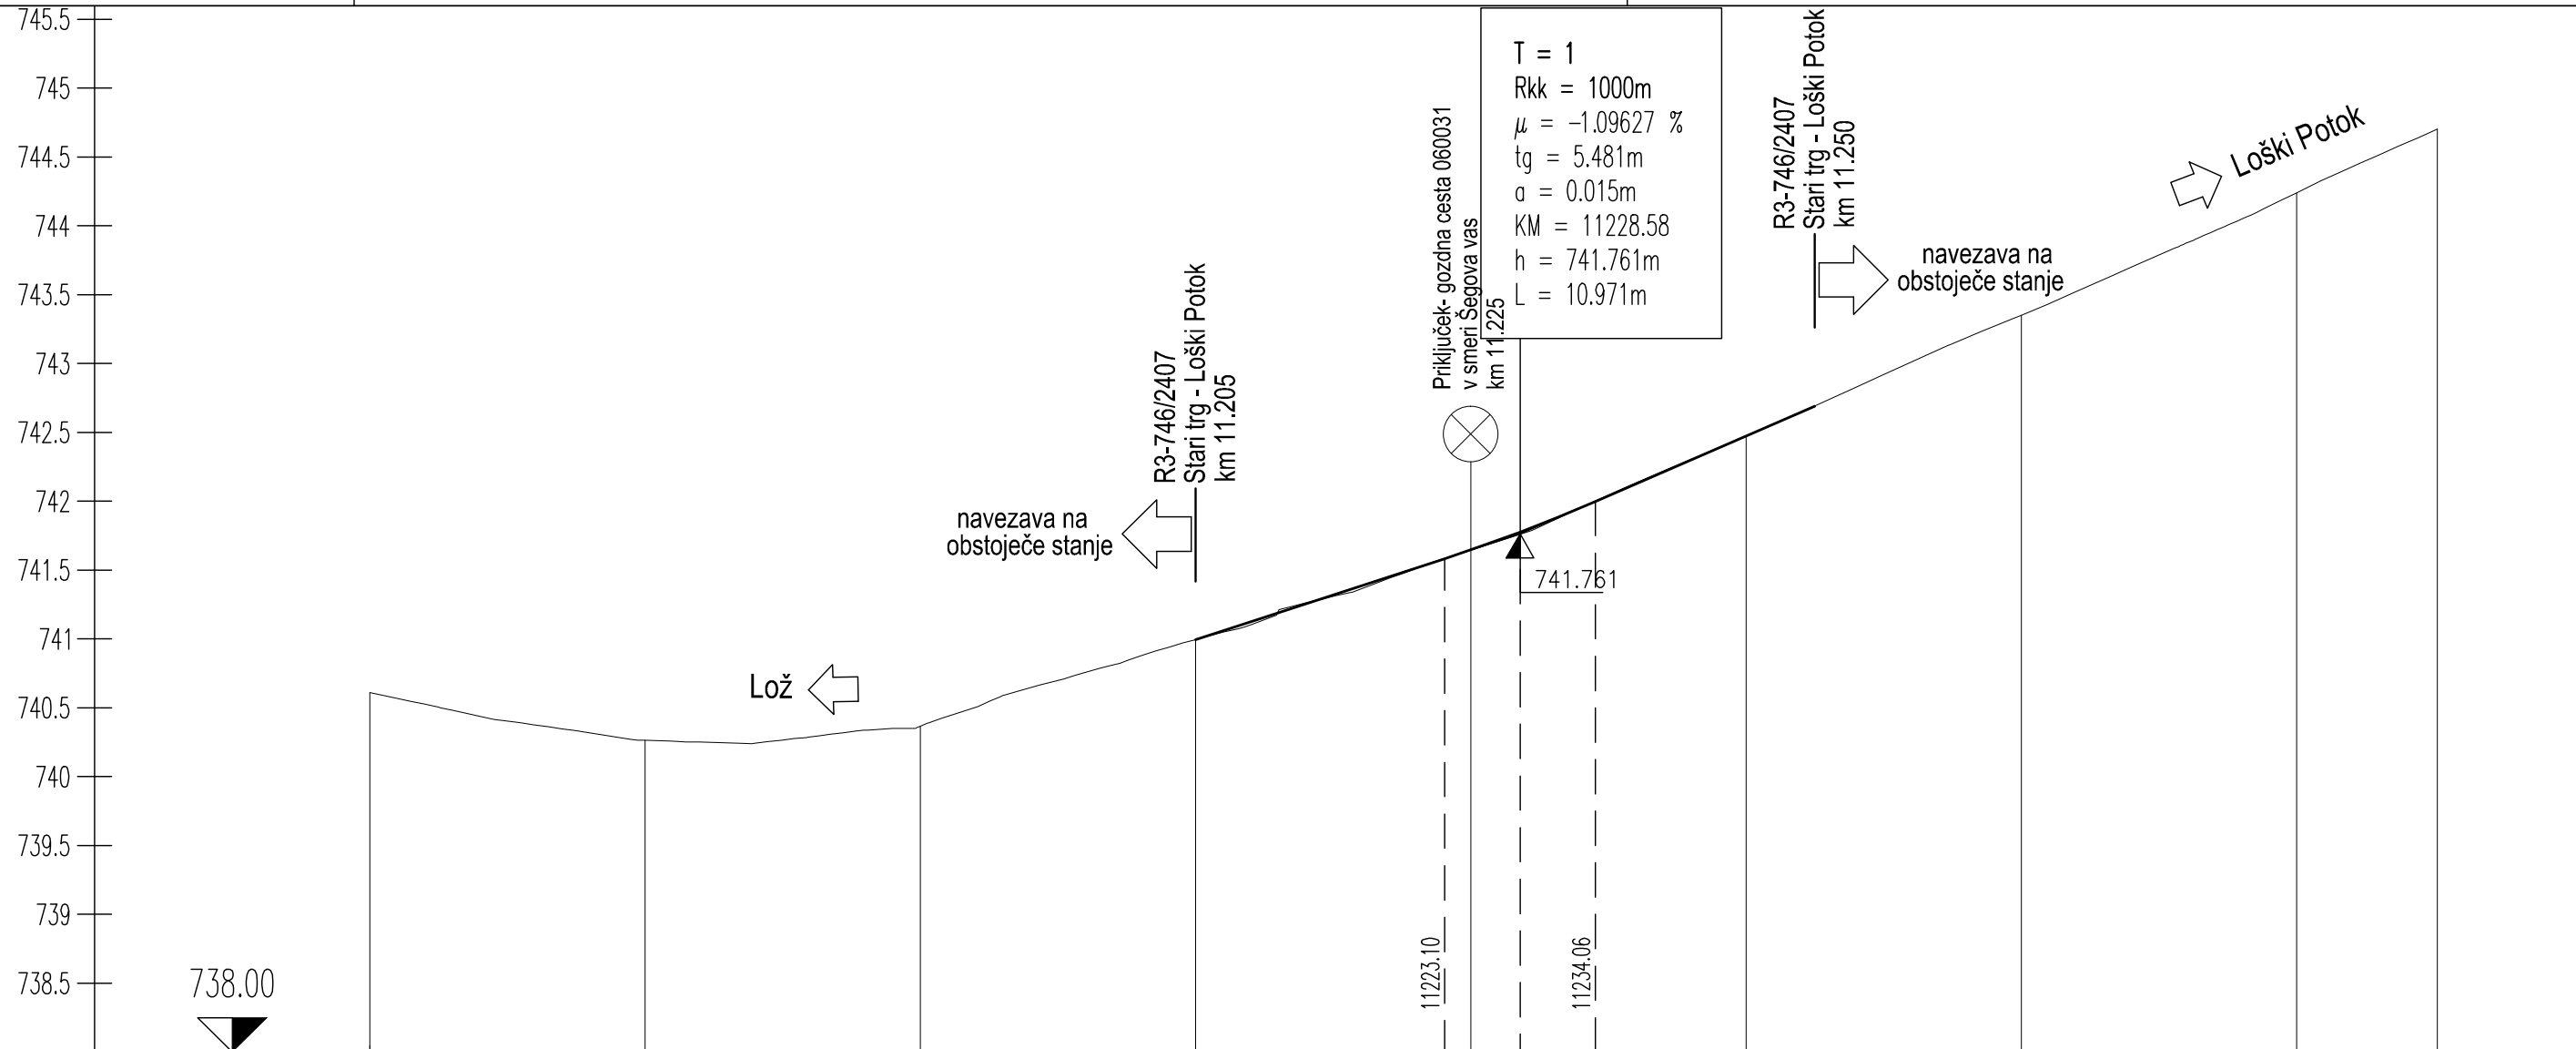 745.5
745
744.5
744
743.5
743
742.5
742
741.5
741
740.5
740
739.5
739
738.5
738.00
Lož
navezava na
obstoječe stanje
R3-746/2407
Stari trg - Loški Potok
km 11.205
Priključek- gozdna cesta 060031
v smeri Šegova vas
km 11.225
T = 1
Rkk = 1000m
μ = -1.09627 %
tg = 5.481m
a = 0.015m
KM = 11228.58
h = 741.761m
L = 10.971m
741.761
11223.10
11234.06
R3-746/2407
Stari trg - Loški Potok
km 11.250
navezava na
obstoječe stanje
Loški Potok